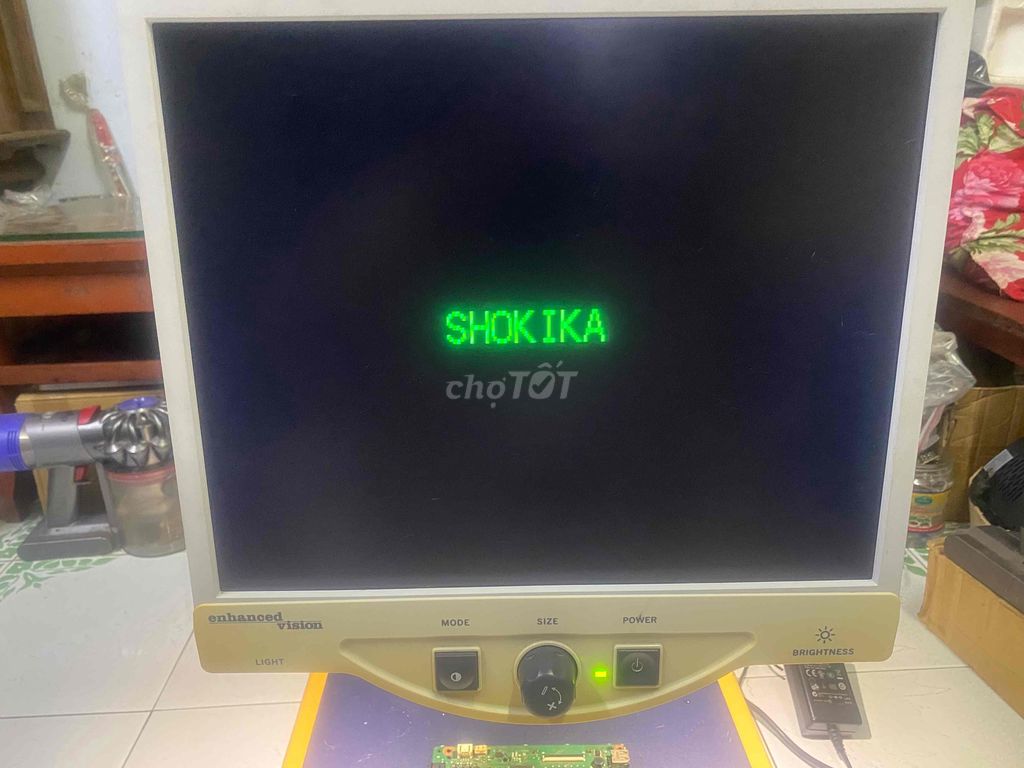 SHOKIKA
chợTỐT
enhanced
vision
MODE
SIZE
POWER
LIGHT
BRIGHTNESS